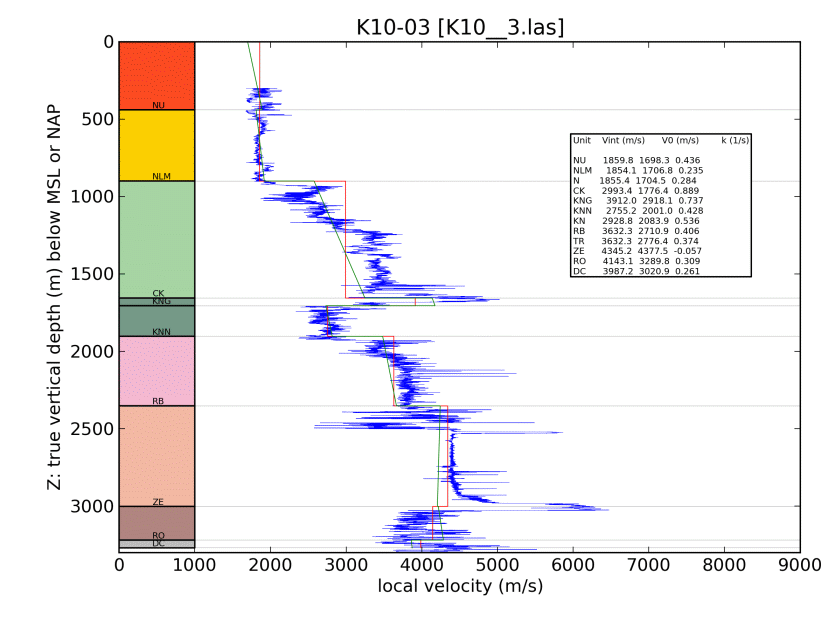 K10-03 [K10__3.las]
Z: true vertical depth (m) below MSL or NAP
0
500
1000
1500
2000
2500
3000
NU
NLM
CK
KNG
KNN
RB
ZE
RO
DC
Unit Vint (m/s) V0 (m/s) k (1/s)
NU 1859.8 1698.3 0.436
NLM 1854.1 1706.8 0.235
N 1855.4 1704.5 0.284
CK 2993.4 1776.4 0.889
KNG 3912.0 2918.1 0.737
KNN 2755.2 2001.0 0.428
KN 2928.8 2083.9 0.536
RB 3632.3 2710.9 0.406
TR 3632.3 2776.4 0.374
ZE 4345.2 4377.5 -0.057
RO 4143.1 3289.8 0.309
DC 3987.2 3020.9 0.261
0 1000 2000 3000 4000 5000 6000 7000 8000 9000
local velocity (m/s)